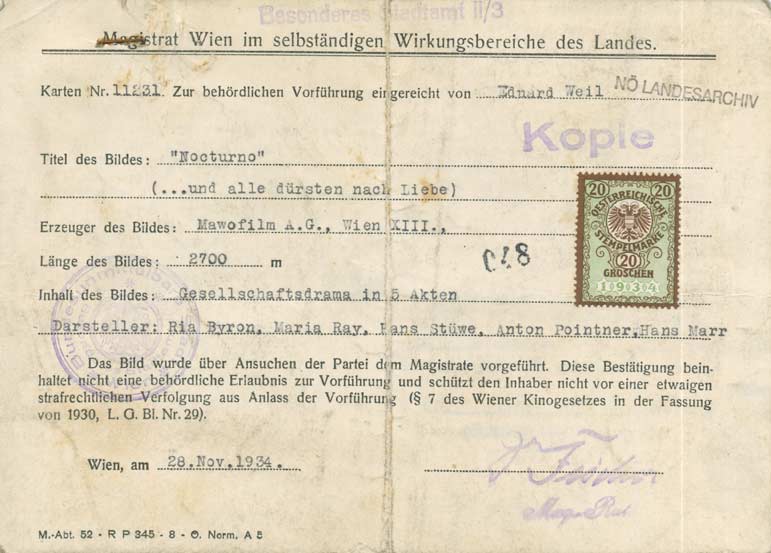 Besonderes Stadtamt II/3
Magistrat Wien im selbständigen Wirkungsbereiche des Landes.
Karten Nr. 11231. Zur behördlichen Vorführung eingereicht von Eduard Weil
NÖ LANDESARCHIV
Kopie
Titel des Bildes: "Nocturno"
(...und alle dürsten nach Liebe)
20 20
OESTERREICHISCHE
STEMPELMARKE
20
GROSCHEN
1934
Erzeuger des Bildes: Mawofilm A.G., Wien XIII.,
Länge des Bildes: 2700 m
048
Inhalt des Bildes: Gesellschaftsdrama in 5 Akten
Darsteller: Ria Byron, Maria Ray, Hans Stüwe, Anton Pointner, Hans Marr
Das Bild wurde über Ansuchen der Partei dem Magistrate vorgeführt. Diese Bestätigung bein-
haltet nicht eine behördliche Erlaubnis zur Vorführung und schützt den Inhaber nicht vor einer etwaigen
strafrechtlichen Verfolgung aus Anlass der Vorführung (§ 7 des Wiener Kinogesetzes in der Fassung
von 1930, L. G. Bl. Nr. 29).
Wien, am 28.Nov.1934.
M.-Abt. 52 - R P 345 - 8 - Ö. Norm, A 5